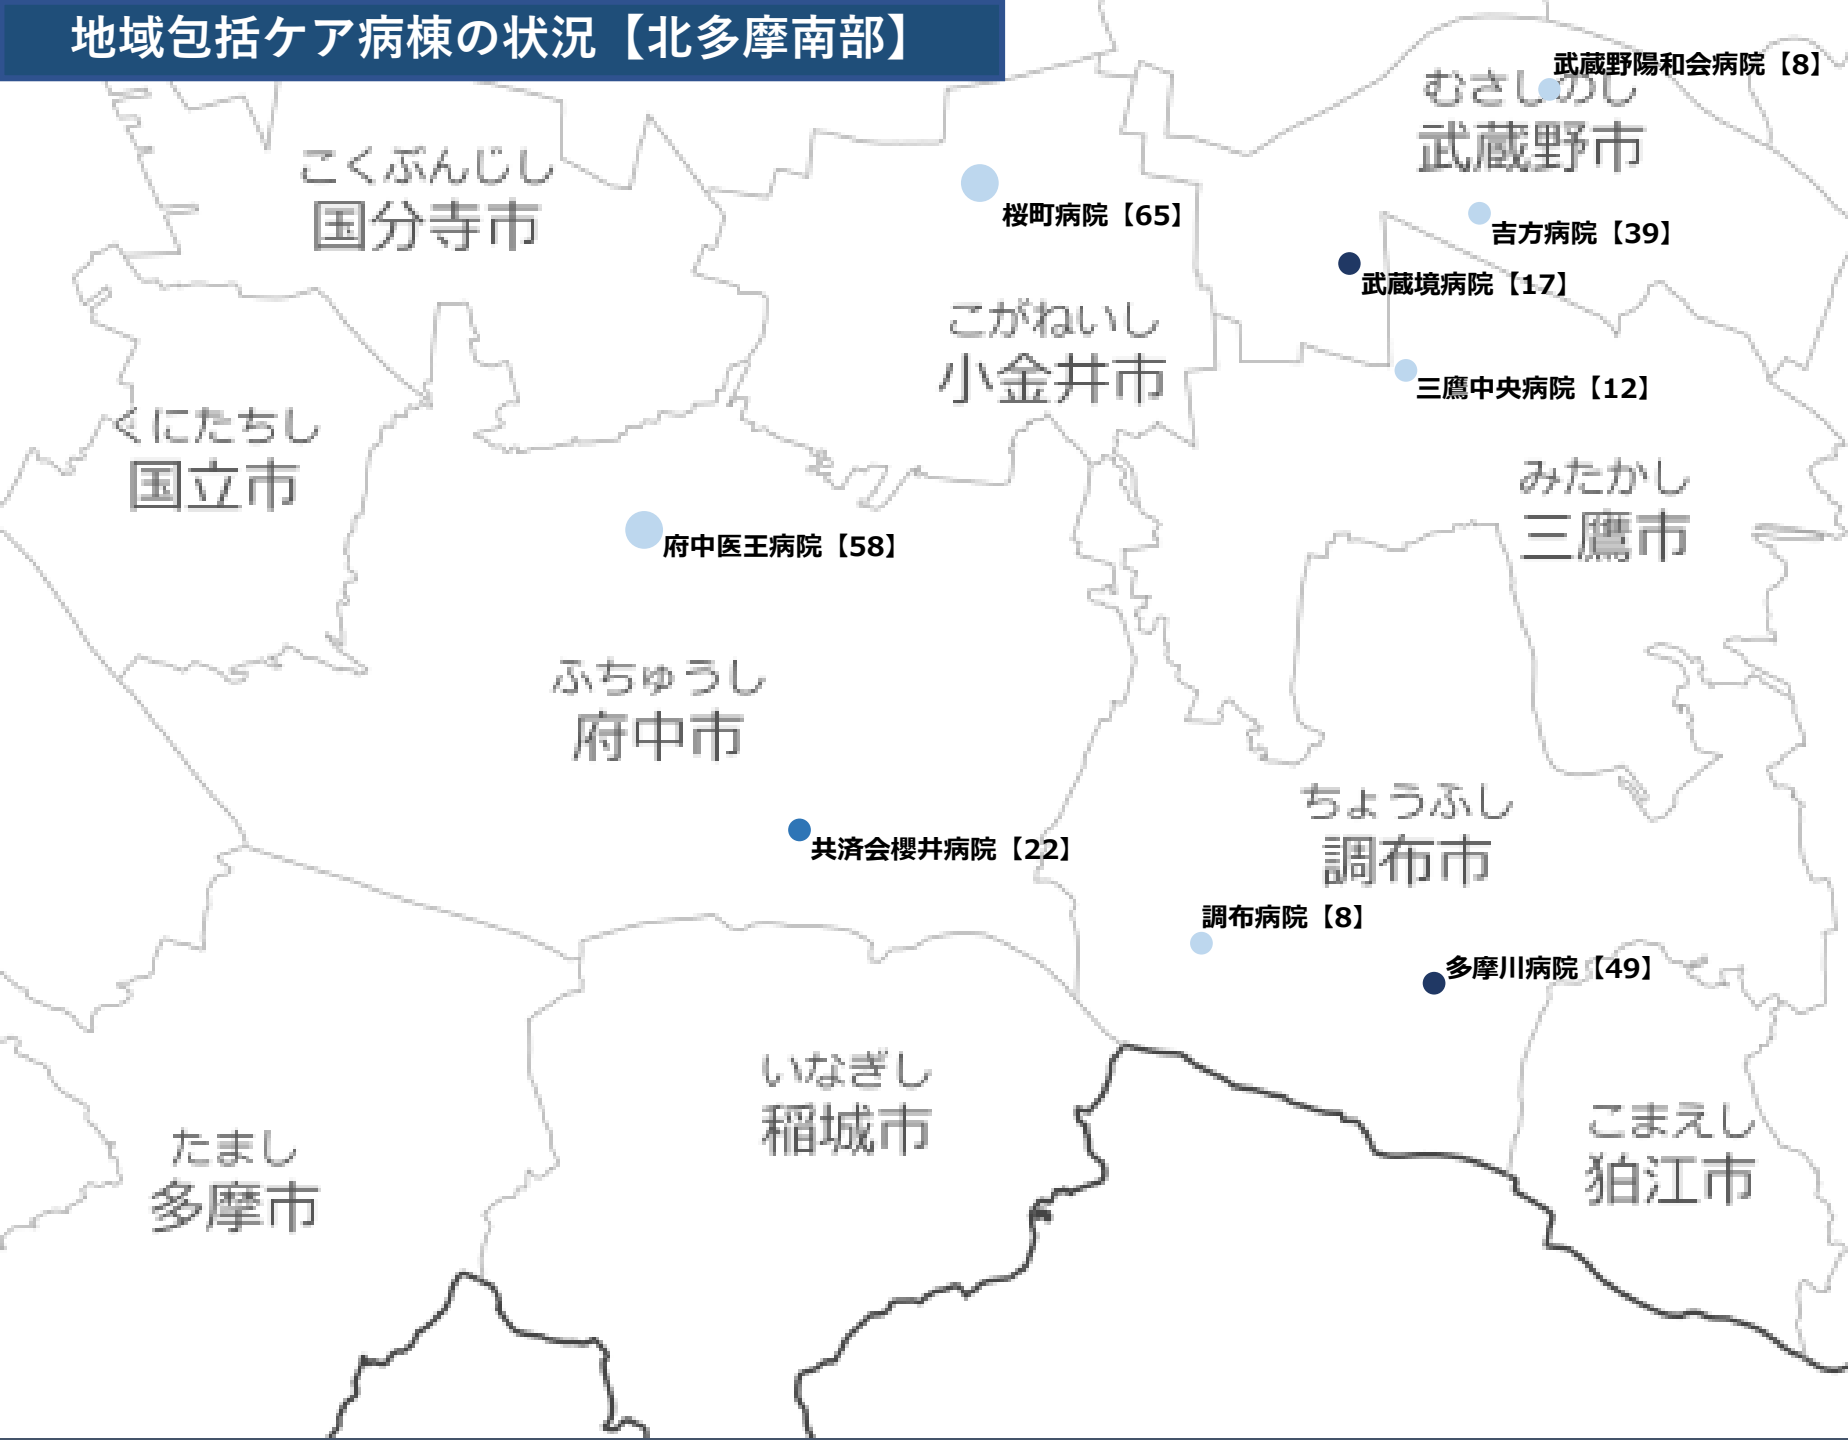 地域包括ケア病棟の状況【北多摩南部】
武蔵野陽和会病院【8】
むさしのし
武蔵野市
こくぶんじし
国分寺市
桜町病院【65】
吉方病院【39】
武蔵境病院【17】
こがねいし
小金井市
三鷹中央病院【12】
くにたちし
国立市
みたかし
三鷹市
府中医王病院【58】
ふちゅうし
府中市
ちょうふし
調布市
共済会櫻井病院【22】
調布病院【8】
多摩川病院【49】
いなぎし
稲城市
こまえし
狛江市
たまし
多摩市